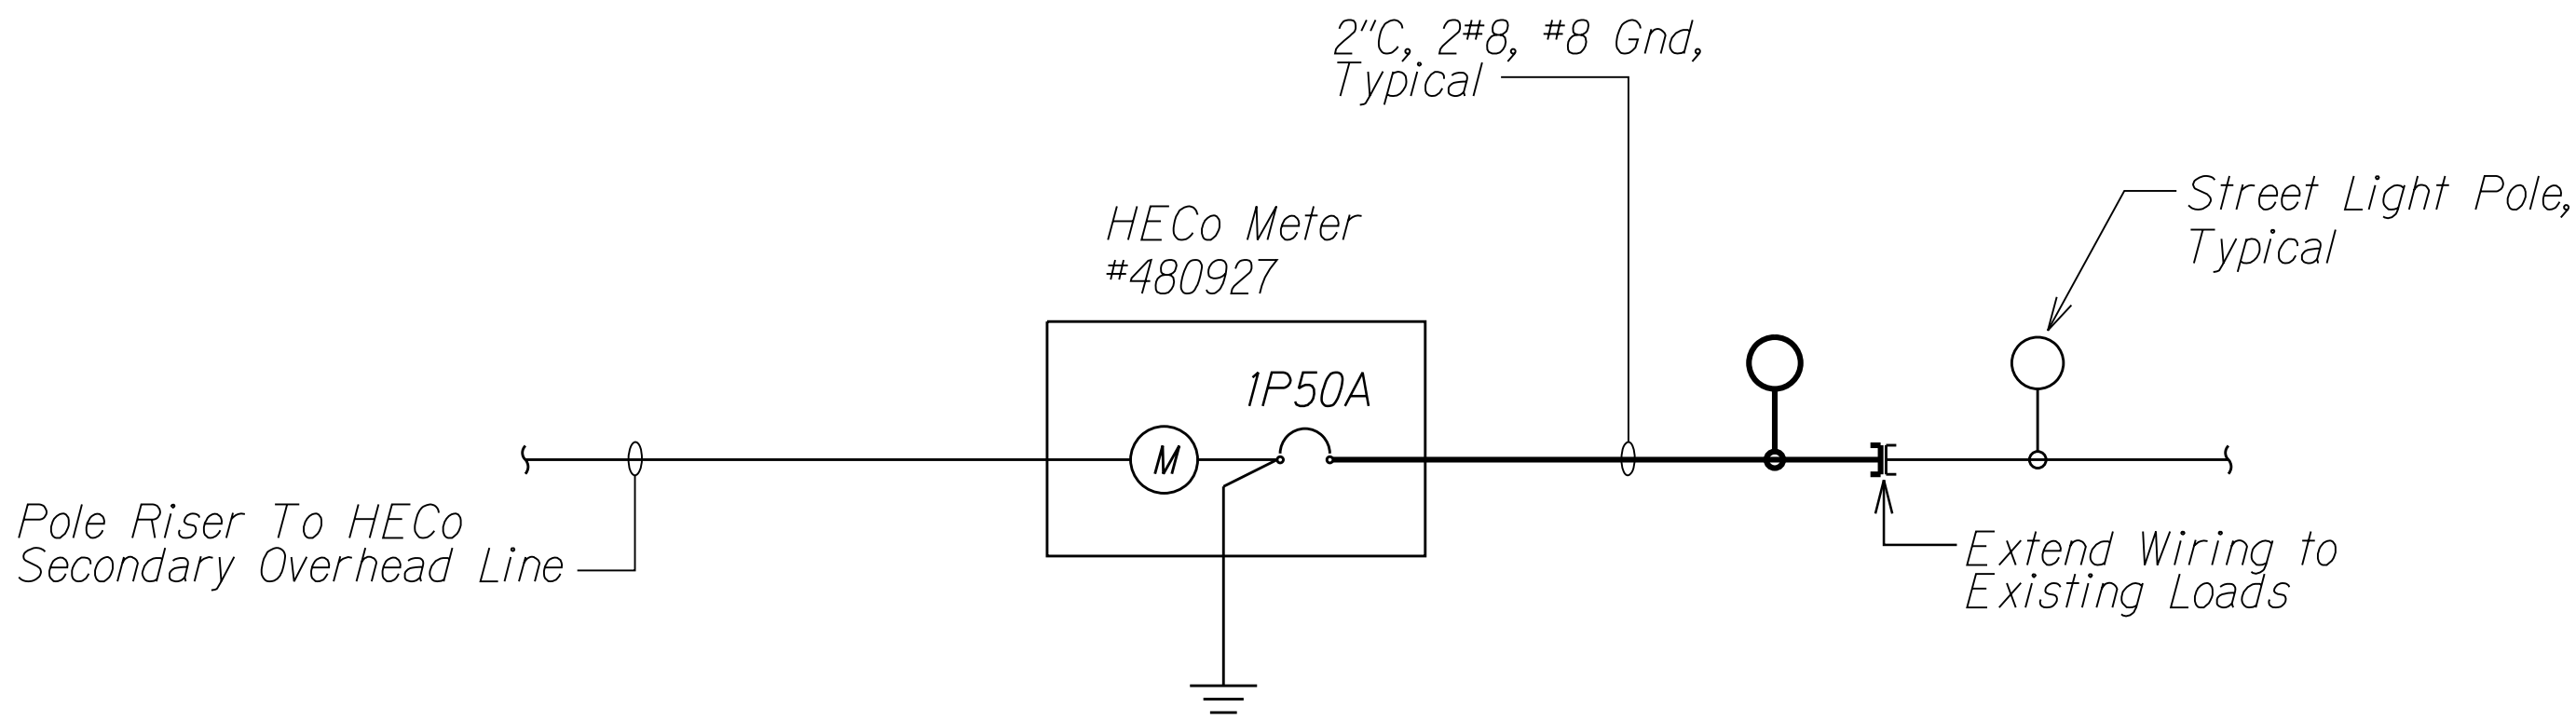 2"C, 2#8, #8 Gnd,
Typical
Street Light Pole,
Typical
HECo Meter
#480927
1P50A
M
Pole Riser To HECo
Secondary Overhead Line
Extend Wiring to
Existing Loads